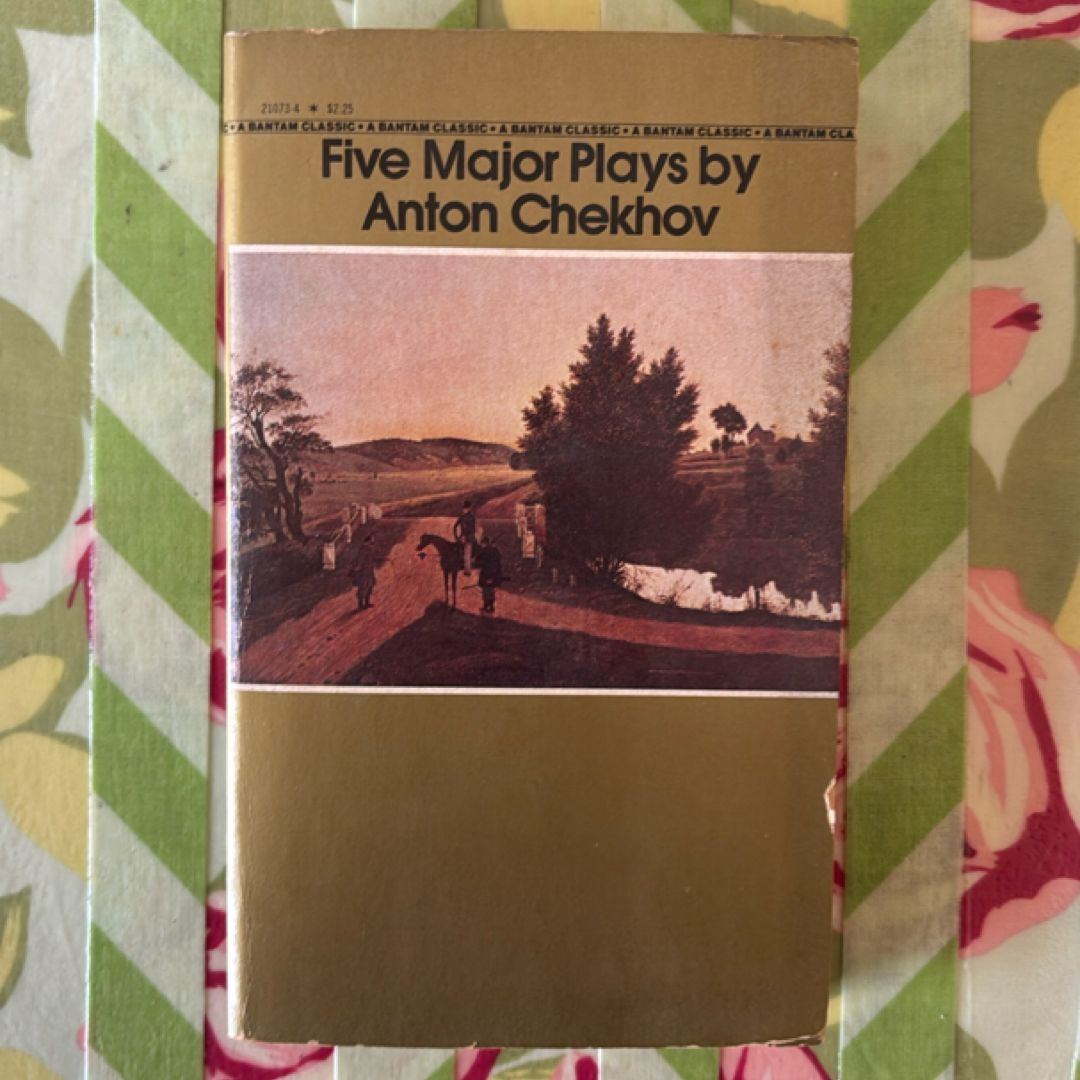 21073-4 * $2.25
C • A BANTAM CLASSIC • A BANTAM CLASSIC • A BANTAM CLASSIC • A BANTAM CLASSIC • A BANTAM CLA
Five Major Plays by
Anton Chekhov